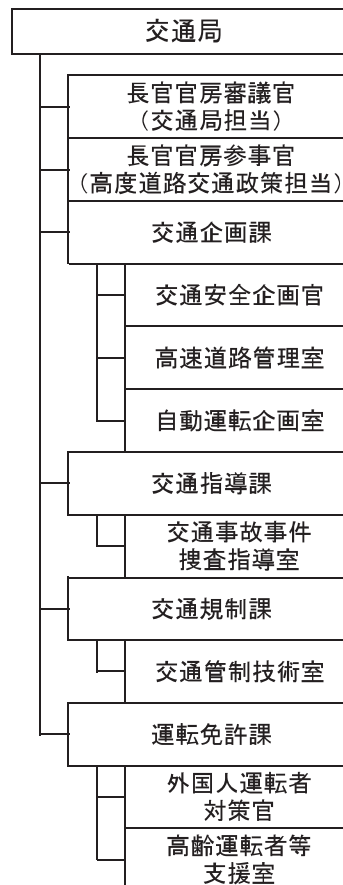 交通局
長官官房審議官
（交通局担当）
長官官房参事官
（高度道路交通政策担当）
交通企画課
交通安全企画官
高速道路管理室
自動運転企画室
交通指導課
交通事故事件
捜査指導室
交通規制課
交通管制技術室
運転免許課
外国人運転者
対策官
高齢運転者等
支援室